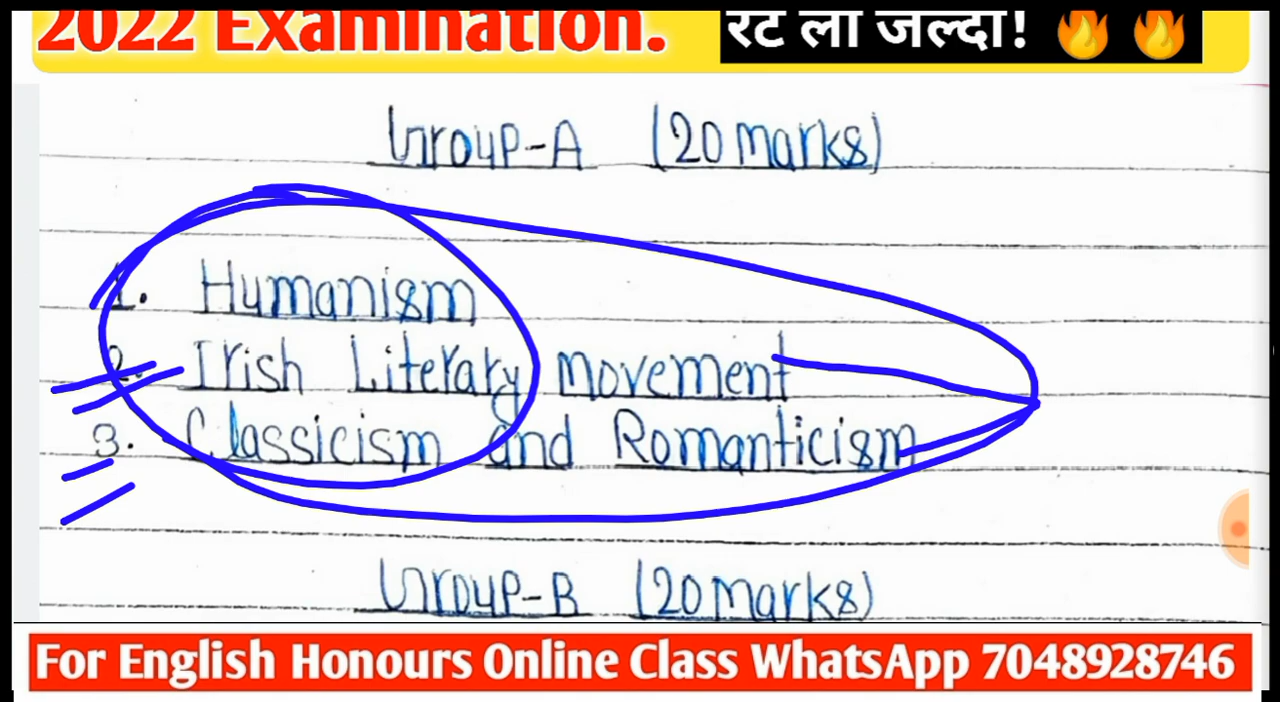 2022 Examination. रट लो जल्दी! 🔥 🔥
Group-A (20 marks)
1. Humanism
2. Irish Literary movement
3. Classicism and Romanticism
Group-B (20 marks)
For English Honours Online Class WhatsApp 7048928746